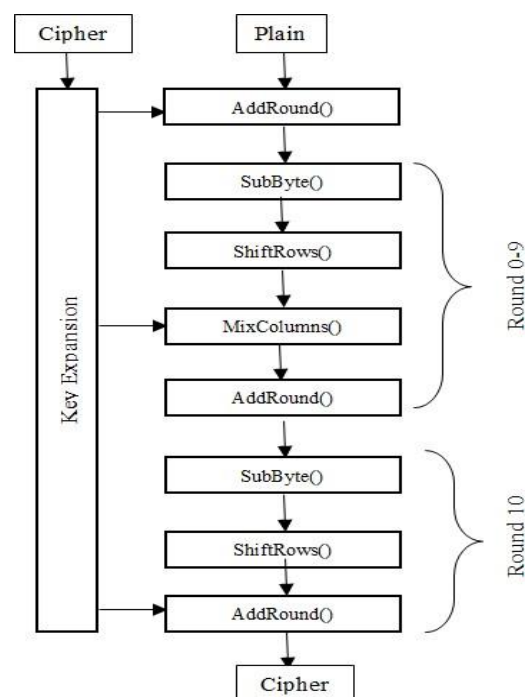 Cipher
Plain
AddRound()
SubByte()
ShiftRows()
MixColumns()
AddRound()
Round 0-9
Key Expansion
SubByte()
ShiftRows()
AddRound()
Round 10
Cipher